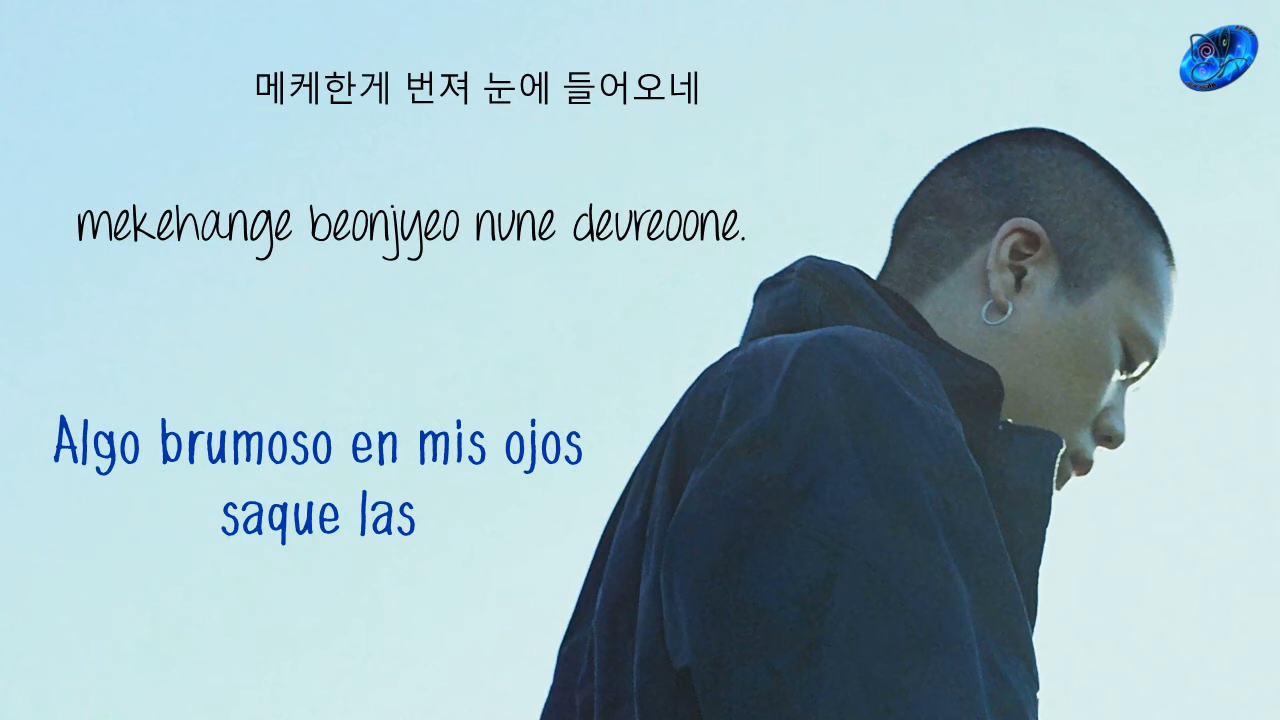 메케한게 번져 눈에 들어오네
mekehange beonjyeo nune deureoone.
Algo brumoso en mis ojos
saque las